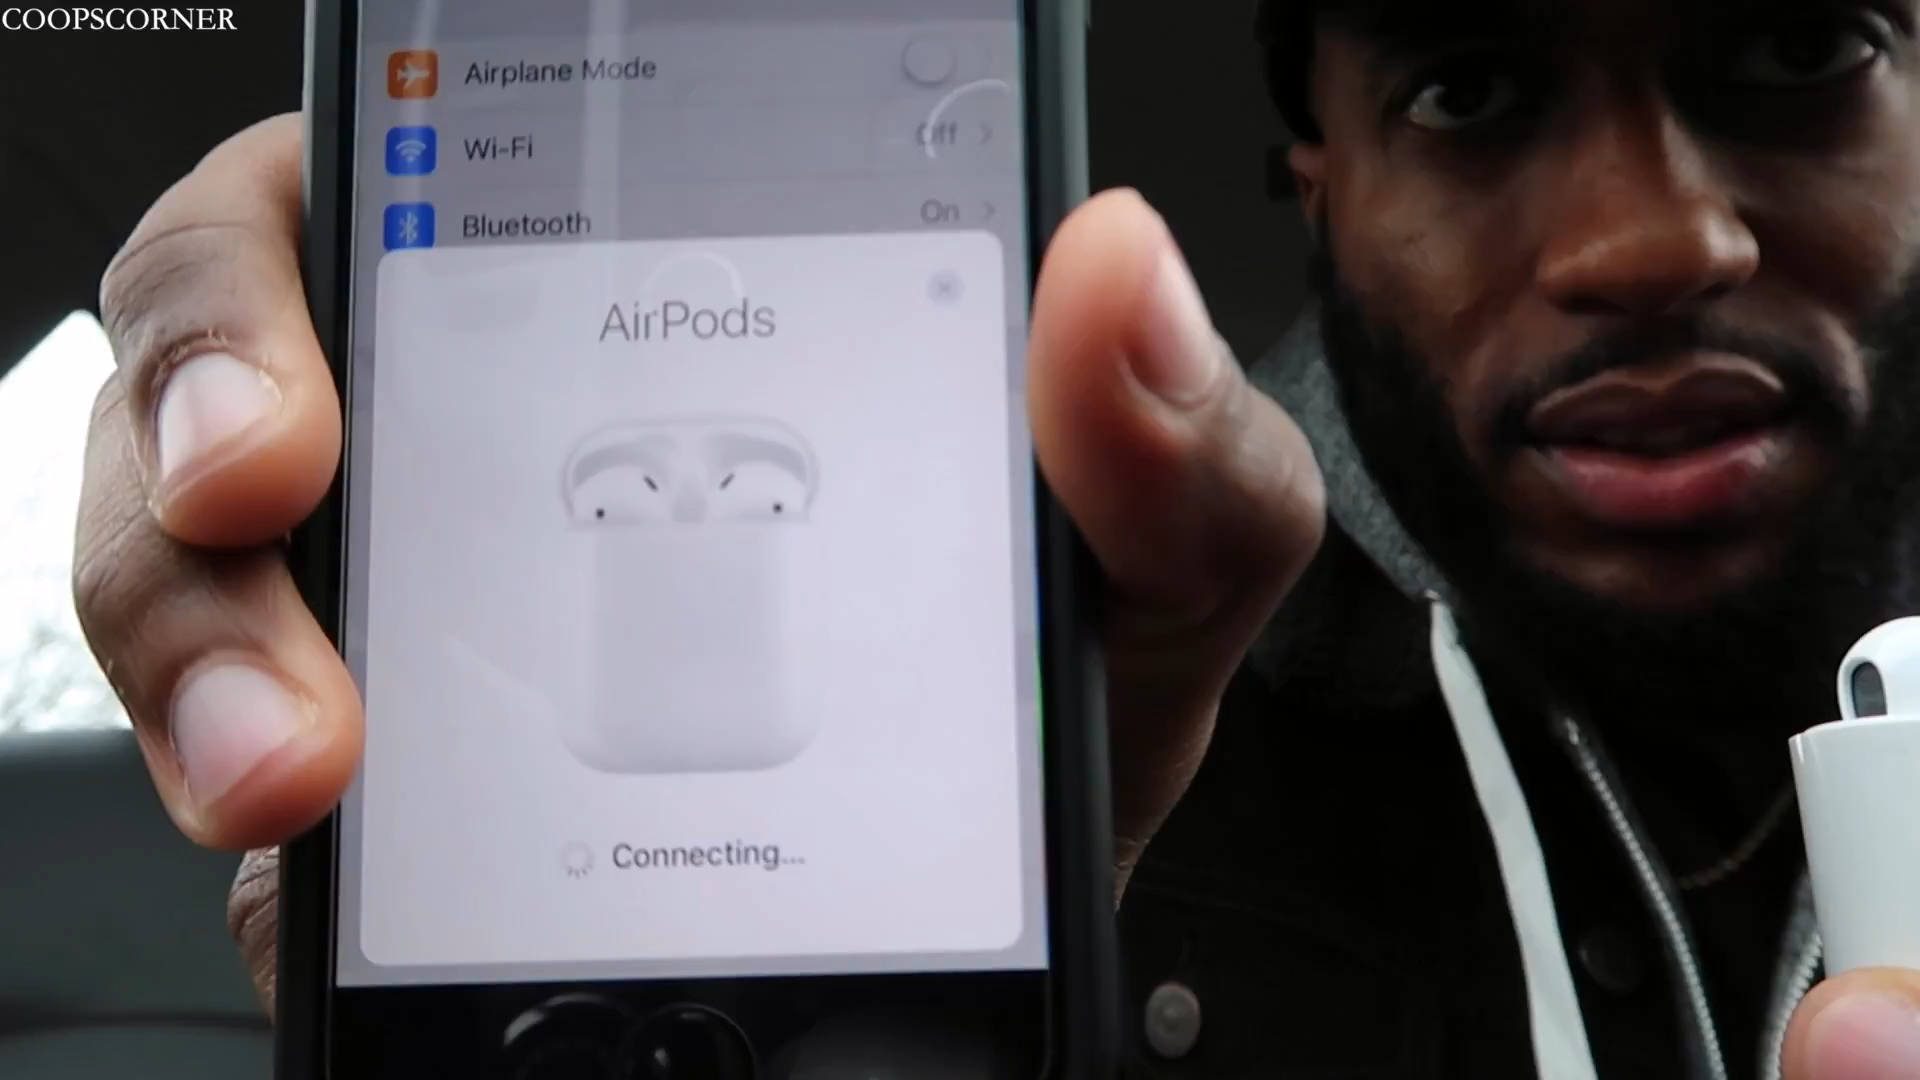 COOPSCORNER
Airplane Mode
Wi-Fi Off
Bluetooth On
AirPods
Connecting...